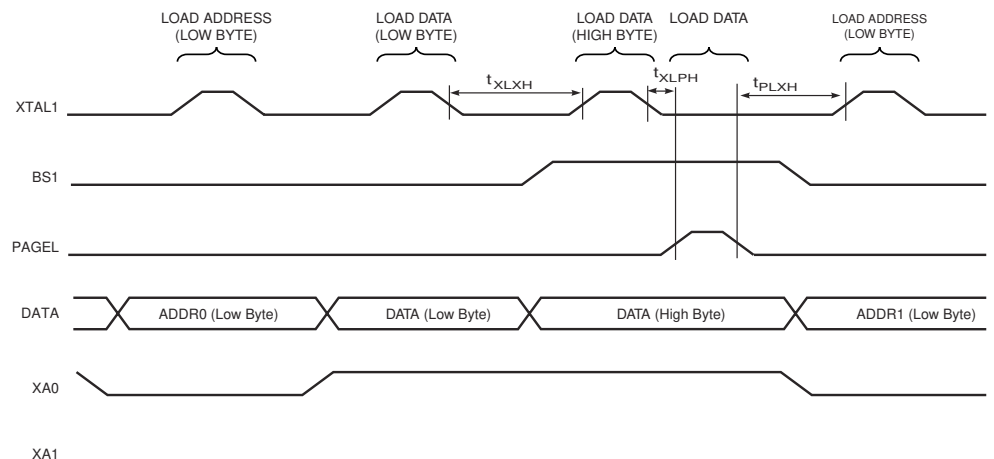 LOAD ADDRESS
(LOW BYTE)
LOAD DATA
(LOW BYTE)
LOAD DATA
(HIGH BYTE)
LOAD DATA
LOAD ADDRESS
(LOW BYTE)
tXLXH
tXLPH
tPLXH
XTAL1
BS1
PAGEL
DATA
ADDR0 (Low Byte)
DATA (Low Byte)
DATA (High Byte)
ADDR1 (Low Byte)
XA0
XA1